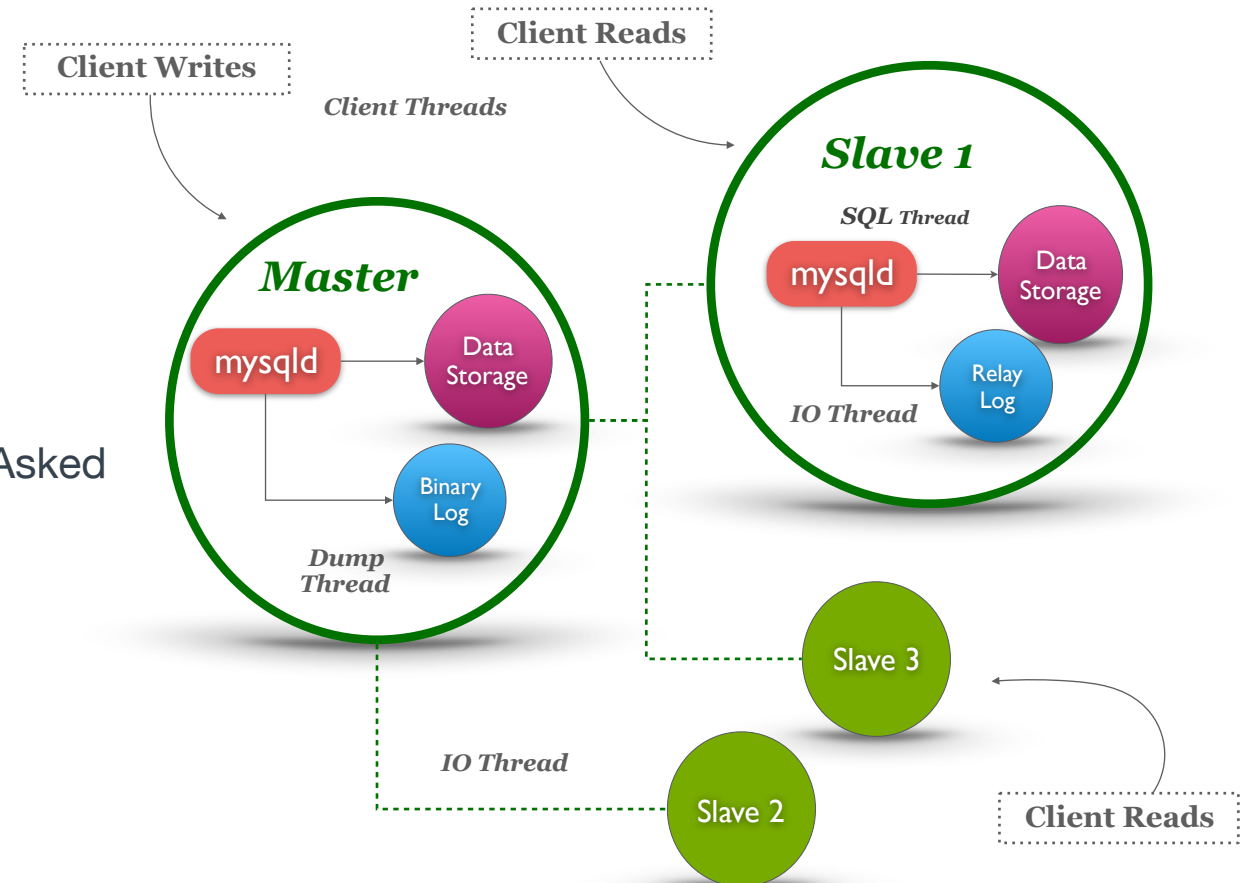 Client Reads
Client Writes
Client Threads
Slave 1
SQL Thread
mysqld
Data
Storage
Relay
Log
IO Thread
Master
mysqld
Data
Storage
Binary
Log
Dump
Thread
Asked
Slave 3
IO Thread
Slave 2
Client Reads